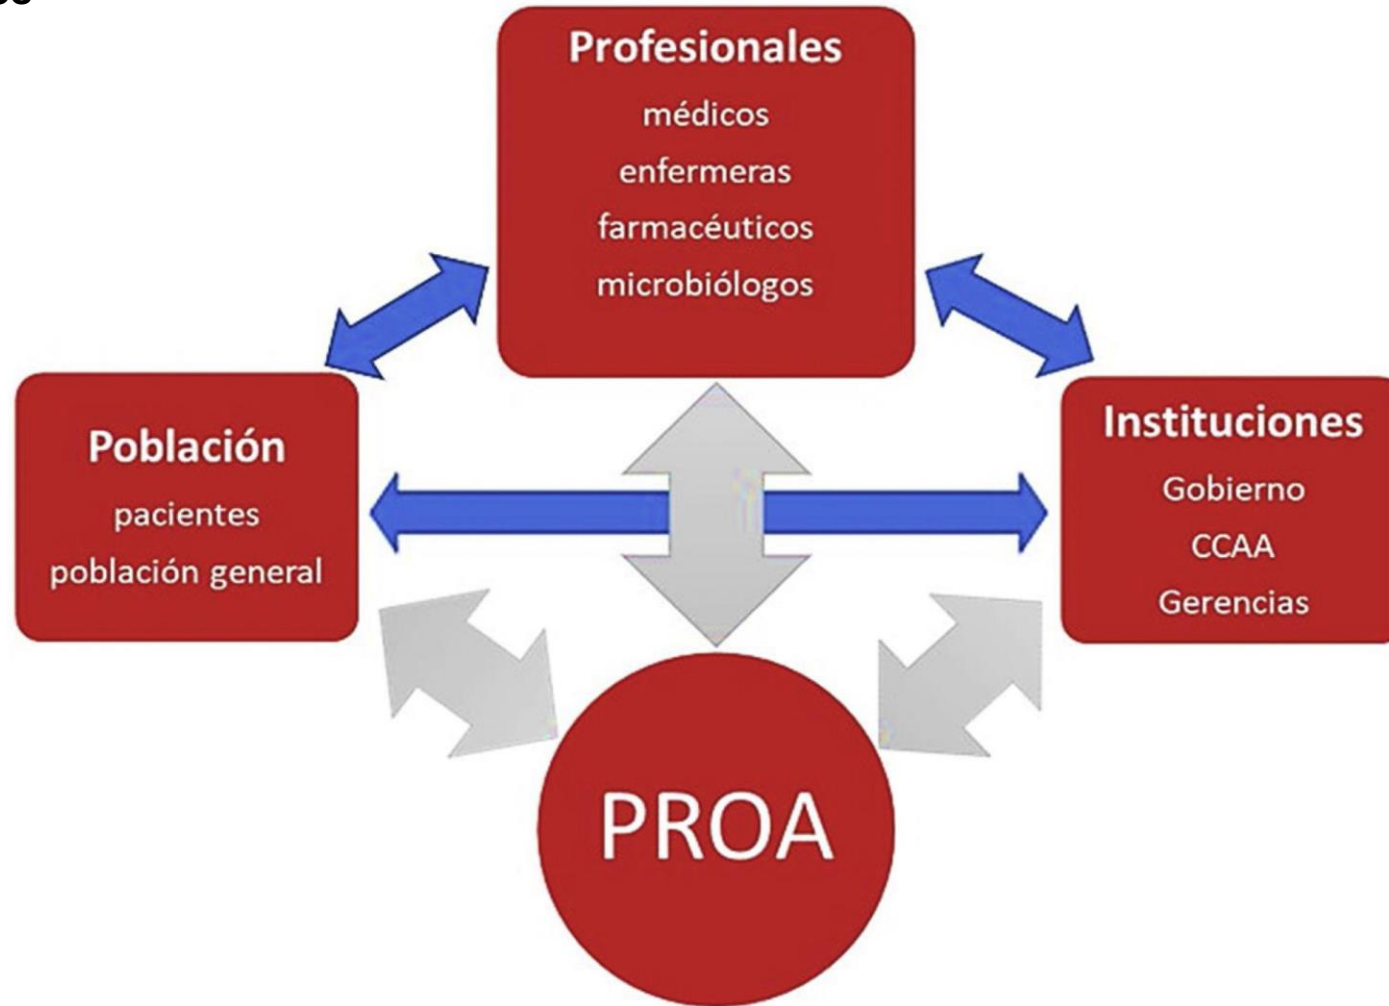 Profesionales
médicos
enfermeras
farmacéuticos
microbiólogos
Población
pacientes
población general
Instituciones
Gobierno
CCAA
Gerencias
PROA